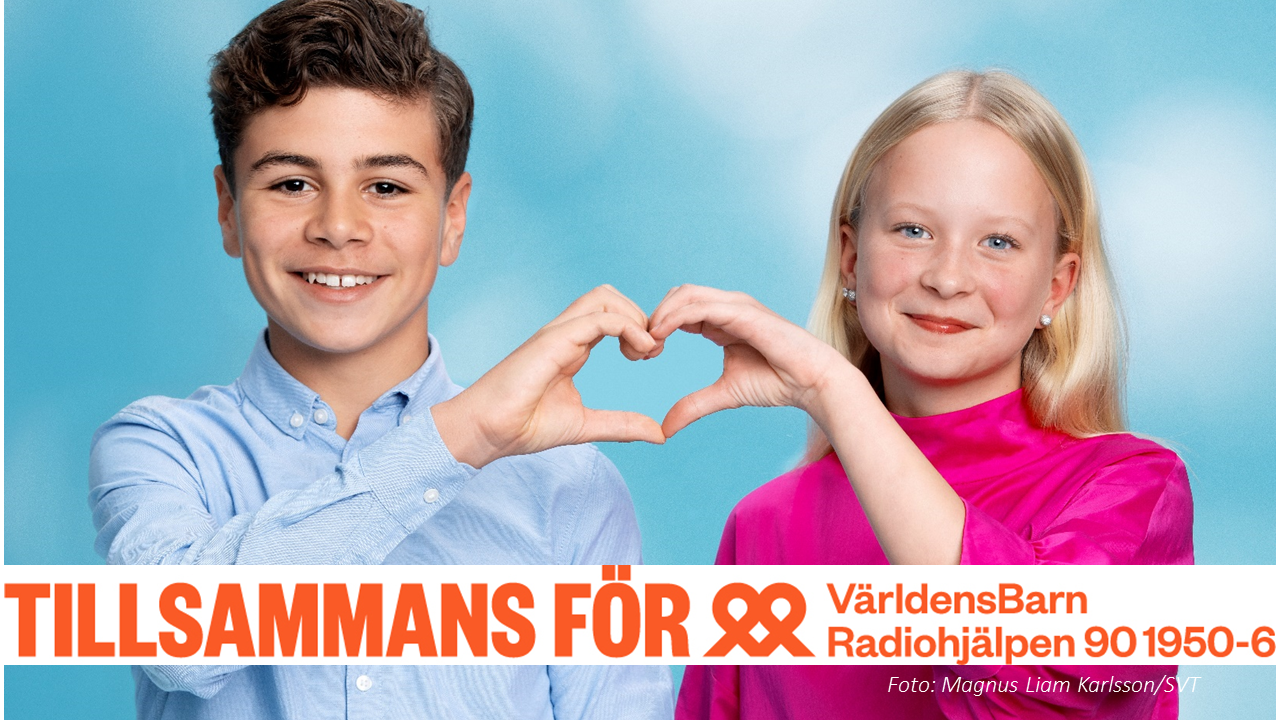 TILLSAMMANS FÖR
VärldensBarn
Radiohjälpen 90 1950-6
Foto: Magnus Liam Karlsson/SVT